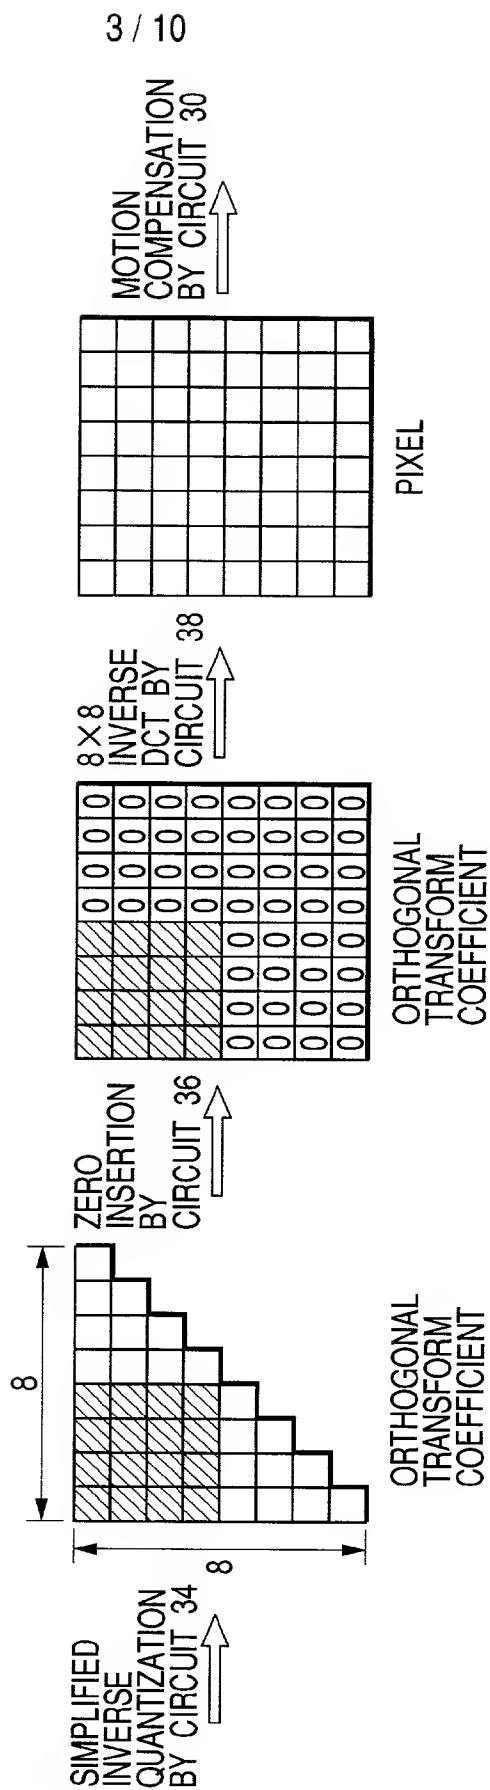 3 / 10
SIMPLIFIED
INVERSE
QUANTIZATION
BY CIRCUIT 34
8
8
ORTHOGONAL
TRANSFORM
COEFFICIENT
ZERO
INSERTION
BY
CIRCUIT 36
0 0 0 0
0 0 0 0
0 0 0 0
0 0 0 0
0 0 0 0 0 0 0 0
0 0 0 0 0 0 0 0
0 0 0 0 0 0 0 0
0 0 0 0 0 0 0 0
ORTHOGONAL
TRANSFORM
COEFFICIENT
8×8
INVERSE
DCT BY
CIRCUIT 38
PIXEL
MOTION
COMPENSATION
BY CIRCUIT 30